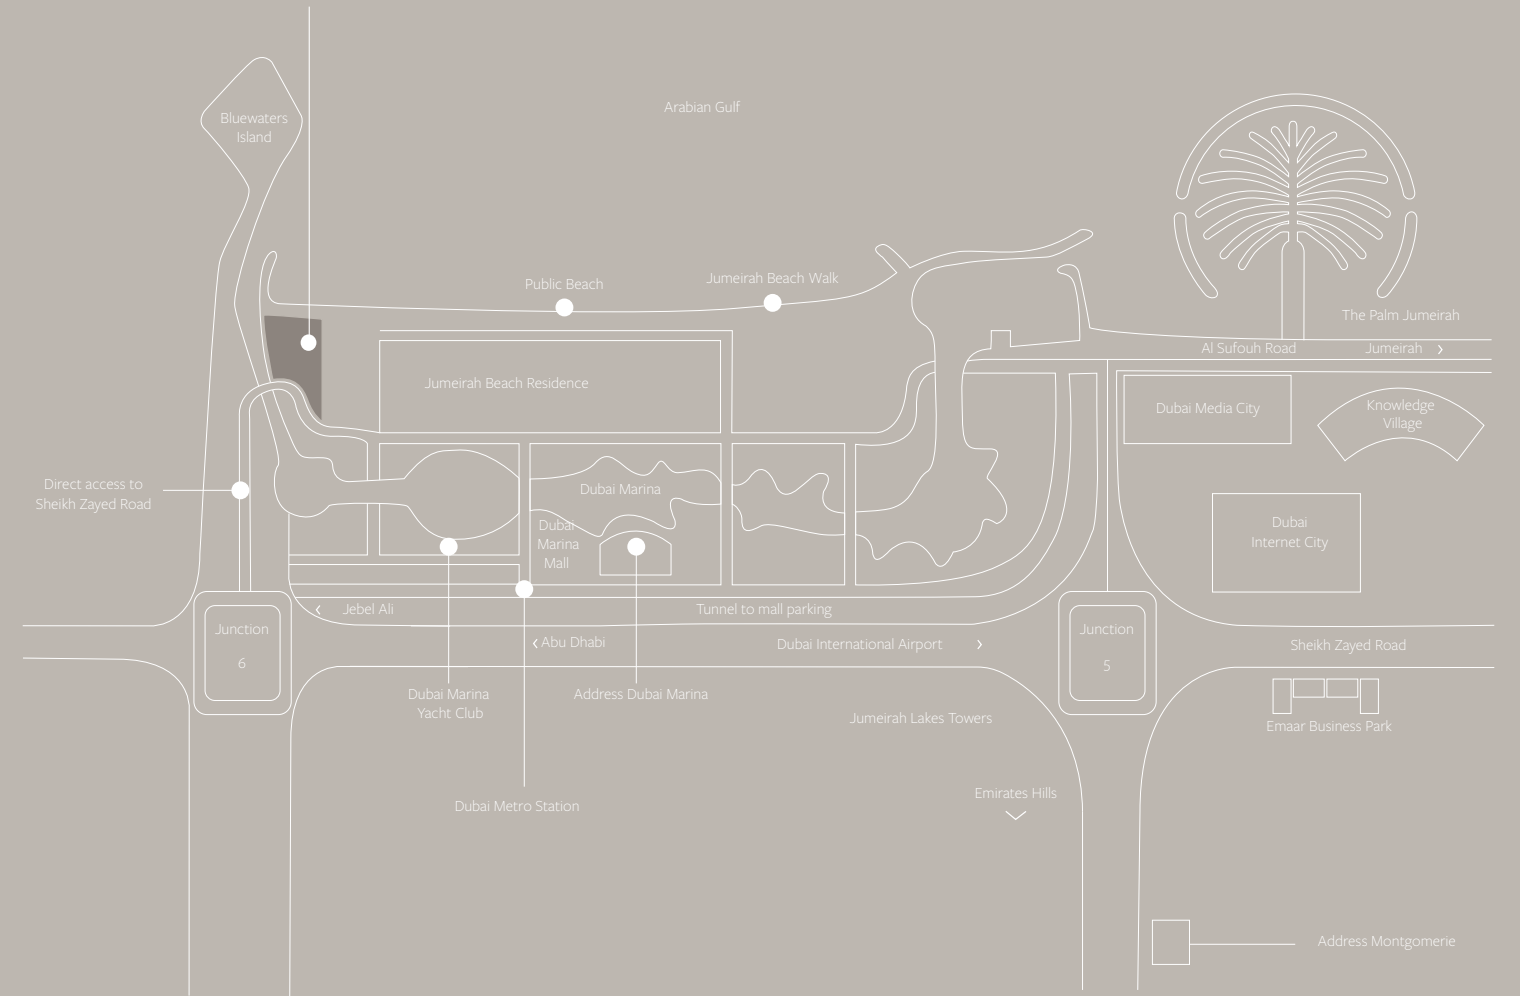 Arabian Gulf
Bluewaters
Island
Public Beach
Jumeirah Beach Walk
The Palm Jumeirah
Al Sufouh Road
Jumeirah
Jumeirah Beach Residence
Dubai Media City
Knowledge
Village
Direct access to
Sheikh Zayed Road
Dubai Marina
Dubai
Marina
Mall
Dubai
Internet City
Jebel Ali
Tunnel to mall parking
Junction
6
Abu Dhabi
Dubai International Airport
Junction
5
Sheikh Zayed Road
Dubai Marina
Yacht Club
Address Dubai Marina
Jumeirah Lakes Towers
Emaar Business Park
Emirates Hills
Dubai Metro Station
Address Montgomerie